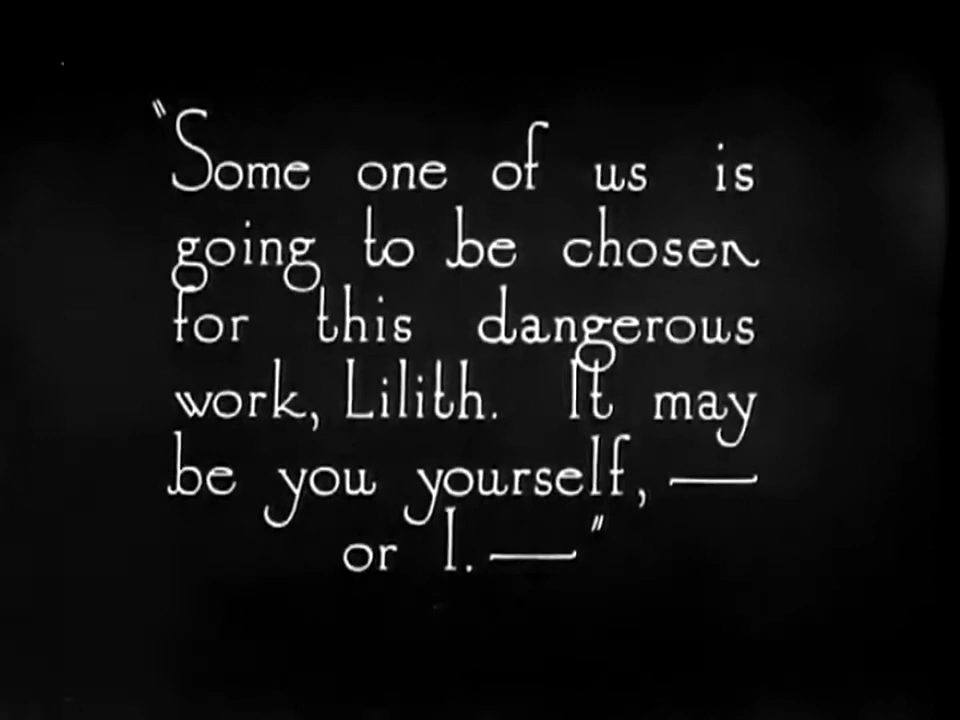 "Some one of us is
going to be chosen
for this dangerous
work, Lilith. It may
be you yourself, —
or I. — "